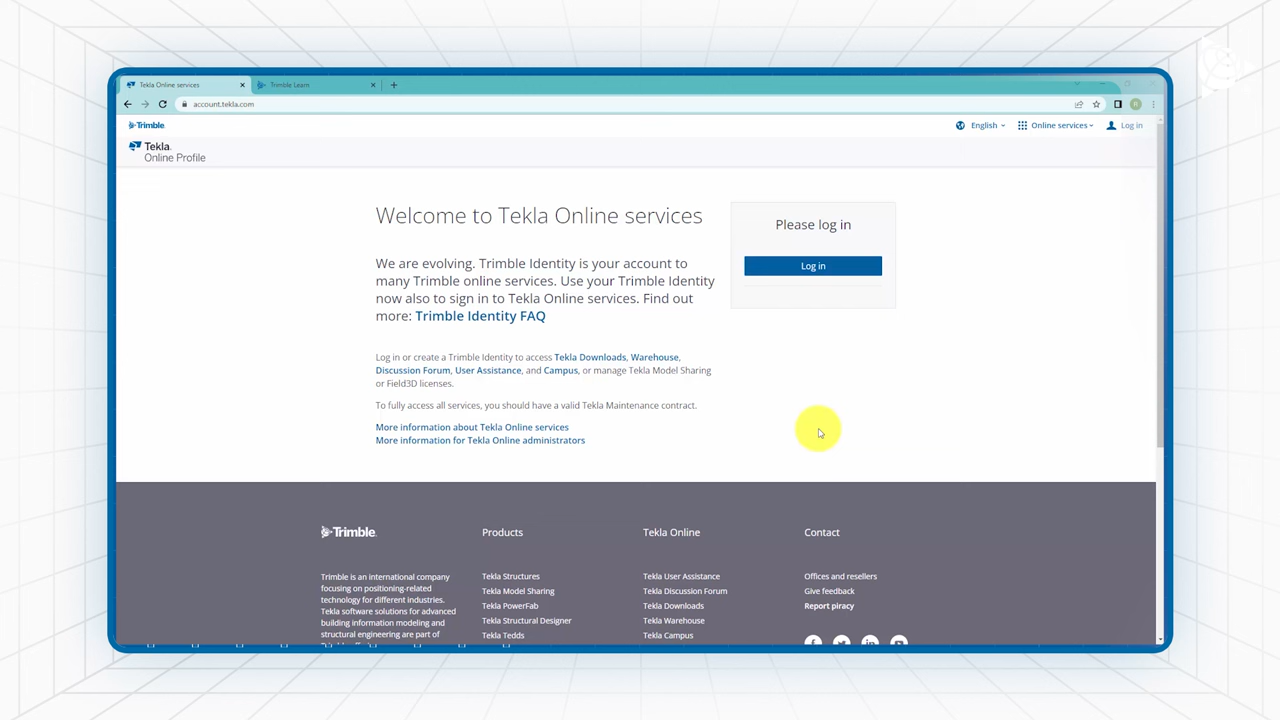 Tekla Online services
Trimble Learn
account.tekla.com
Trimble
English
Online services
Log in
Tekla
Online Profile
Welcome to Tekla Online services
We are evolving. Trimble Identity is your account to
many Trimble online services. Use your Trimble Identity
now also to sign in to Tekla Online services. Find out
more: Trimble Identity FAQ
Log in or create a Trimble Identity to access Tekla Downloads, Warehouse,
Discussion Forum, User Assistance, and Campus, or manage Tekla Model Sharing
or Field3D licenses.
To fully access all services, you should have a valid Tekla Maintenance contract.
More information about Tekla Online services
More information for Tekla Online administrators
Please log in
Log in
Trimble
Trimble is an international company
focusing on positioning-related
technology for different industries.
Tekla software solutions for advanced
building information modeling and
structural engineering are part of
Products
Tekla Structures
Tekla Model Sharing
Tekla PowerFab
Tekla Structural Designer
Tekla Tedds
Tekla Online
Tekla User Assistance
Tekla Discussion Forum
Tekla Downloads
Tekla Warehouse
Tekla Campus
Contact
Offices and resellers
Give feedback
Report piracy